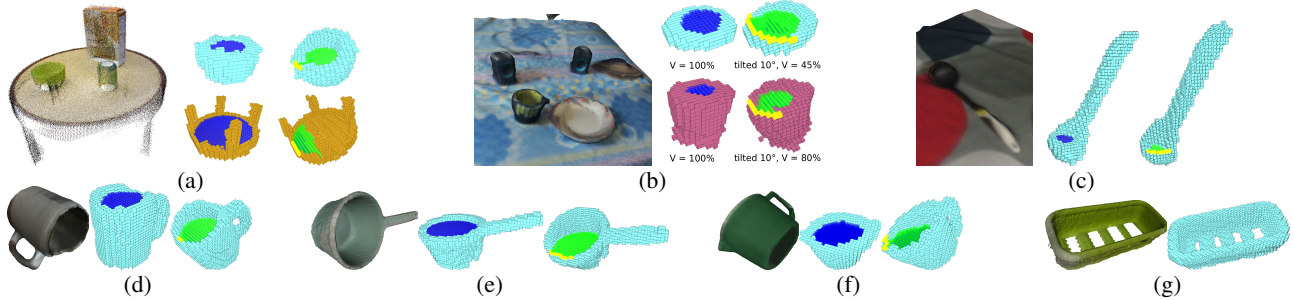 V = 100%
tilted 10°, V = 45%
V = 100%
tilted 10°, V = 80%
(a)
(b)
(c)
(d)
(e)
(f)
(g)